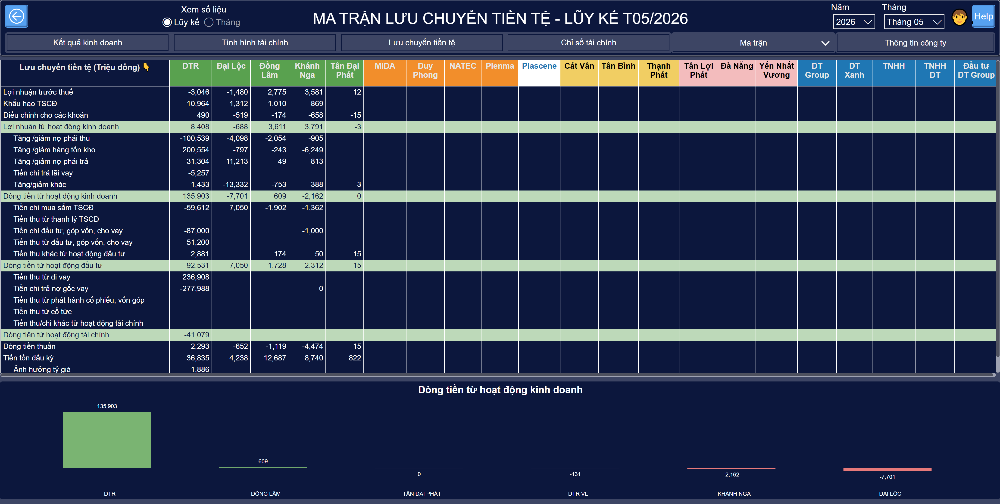 Xem số liệu
Lũy kế Tháng
MA TRẬN LƯU CHUYỂN TIỀN TỆ - LŨY KẾ T05/2026
Năm Tháng
2026 Tháng 05
Help
Kết quả kinh doanh Tình hình tài chính Lưu chuyển tiền tệ Chỉ số tài chính Ma trận Thông tin công ty
Lưu chuyển tiền tệ (Triệu đồng) DTR Đại Lộc Đồng Lâm Khánh Nga Tân Đại Phát MIDA Duy Phong NATEC Plenma Plascene Cát Vân Tân Bình Thạnh Phát Tân Lợi Phát Đà Nẵng Yến Nhất Vương DT Group DT Xanh TNHH TNHH DT Đầu tư DT Group
Lợi nhuận trước thuế -3,046 -1,480 2,775 3,581 12
Khấu hao TSCĐ 10,964 1,312 1,010 869
Điều chỉnh cho các khoản 490 -519 -174 -658 -15
Lợi nhuận từ hoạt động kinh doanh 8,408 -688 3,611 3,791 -3
Tăng /giảm nợ phải thu -100,539 -4,098 -2,054 -905
Tăng /giảm hàng tồn kho 200,554 -797 -243 -6,249
Tăng /giảm nợ phải trả 31,304 11,213 49 813
Tiền chi trả lãi vay -5,257
Tăng/giảm khác 1,433 -13,332 -753 388 3
Dòng tiền từ hoạt động kinh doanh 135,903 -7,701 609 -2,162 0
Tiền chi mua sắm TSCĐ -59,612 7,050 -1,902 -1,362
Tiền thu từ thanh lý TSCĐ
Tiền chi đầu tư, góp vốn, cho vay -87,000 -1,000
Tiền thu từ đầu tư, góp vốn, cho vay 51,200
Tiền thu khác từ hoạt động đầu tư 2,881 174 50 15
Dòng tiền từ hoạt động đầu tư -92,531 7,050 -1,728 -2,312 15
Tiền thu từ đi vay 236,908
Tiền chi trả nợ gốc vay -277,988 0
Tiền thu từ phát hành cổ phiếu, vốn góp
Tiền thu từ cổ tức
Tiền thu/chi khác từ hoạt động tài chính
Dòng tiền từ hoạt động tài chính -41,079
Dòng tiền thuần 2,293 -652 -1,119 -4,474 15
Tiền tồn đầu kỳ 36,835 4,238 12,687 8,740 822
Ảnh hưởng tỷ giá 1,886
Dòng tiền từ hoạt động kinh doanh
135,903
609
0
-131
-2,162
-7,701
DTR ĐỒNG LÂM TÂN ĐẠI PHÁT DTR VL KHÁNH NGA ĐẠI LỘC